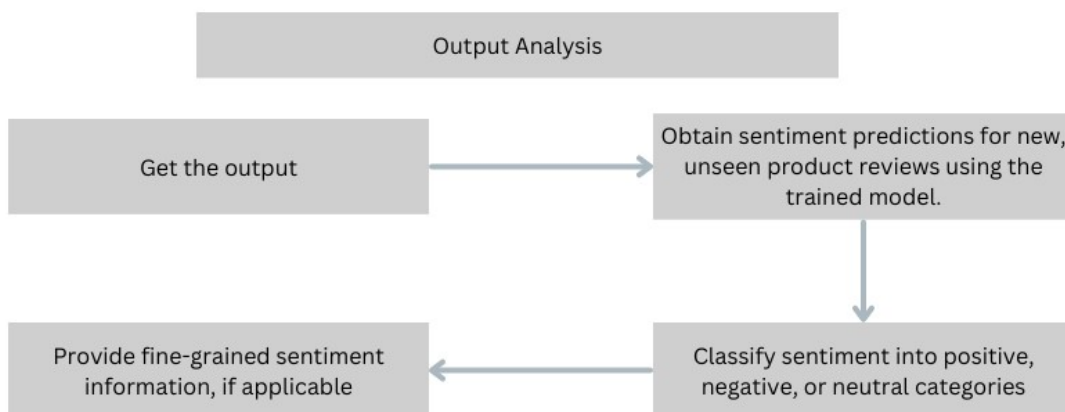 Output Analysis
Get the output
Obtain sentiment predictions for new,
unseen product reviews using the
trained model.
Classify sentiment into positive,
negative, or neutral categories
Provide fine-grained sentiment
information, if applicable